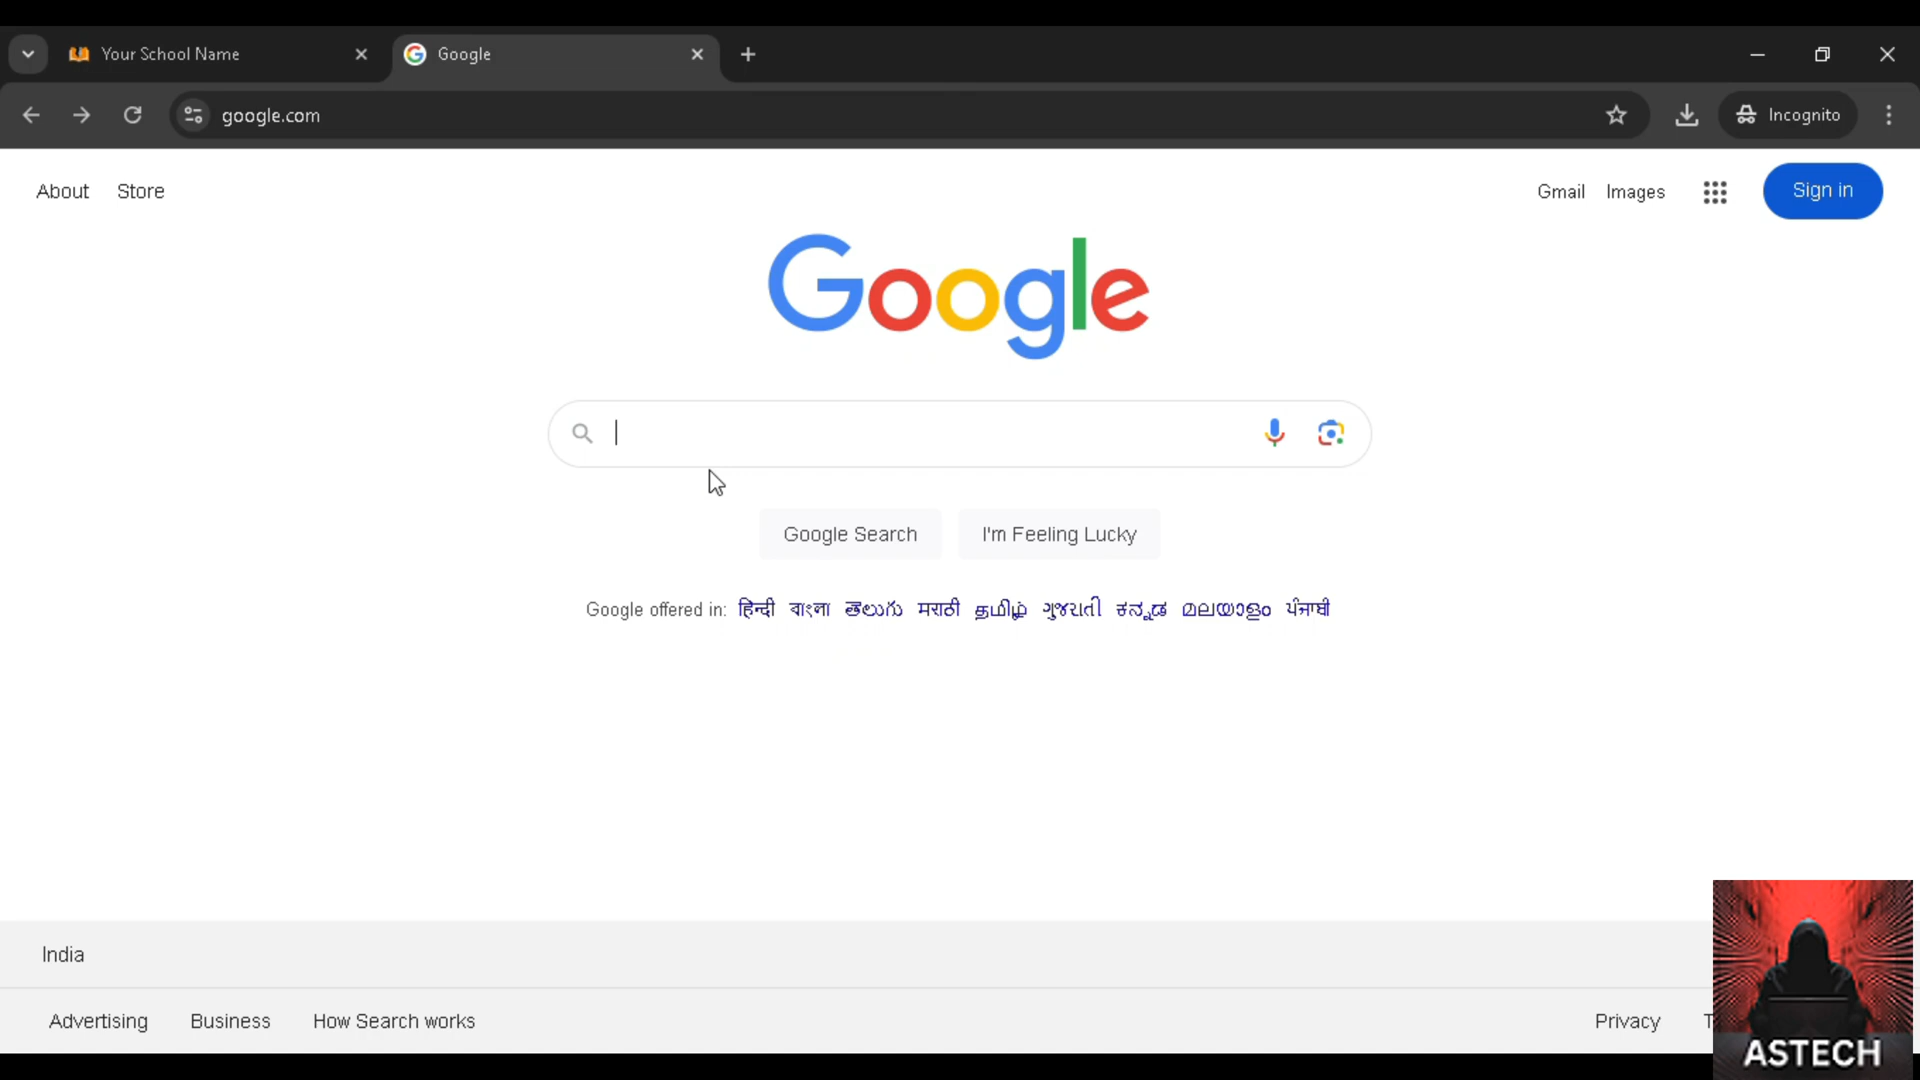 Your School Name
Google
google.com
Incognito
About Store
Gmail Images
Sign in
Google
Google Search
I'm Feeling Lucky
Google offered in: हिन्दी বাংলা తెలుగు मराठी தமிழ் ગુજરાતી ಕನ್ನಡ മലയാളം ਪੰਜਾਬੀ
India
Advertising Business How Search works
Privacy T
ASTECH